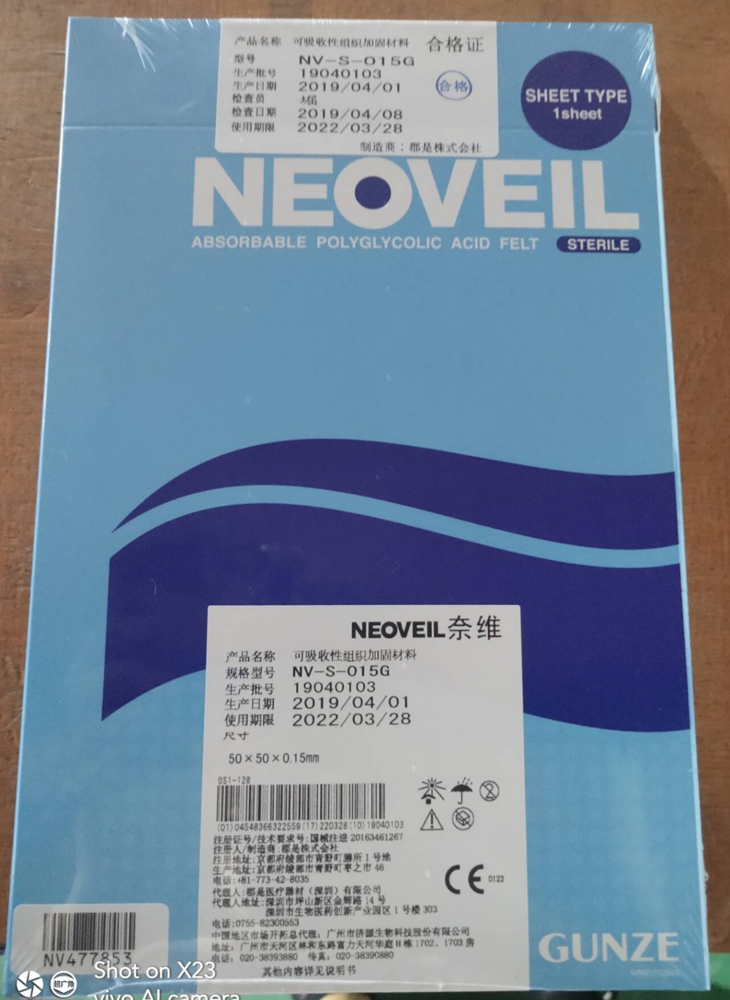 产品名称 可吸收性组织加固材料 合格证
型号 NV-S-015G
生产批号 19040103
生产日期 2019/04/01
合格
检查员 堀
检查日期 2019/04/08
使用期限 2022/03/28
制造商：郡是株式会社
SHEET TYPE
1sheet
NEOVEIL
ABSORBABLE POLYGLYCOLIC ACID FELT STERILE
NEOVEIL奈维
产品名称 可吸收性组织加固材料
规格型号 NV-S-015G
生产批号 19040103
生产日期 2019/04/01
使用期限 2022/03/28
尺寸
50×50×0.15mm
GS1-128
(01)04548366322559(17)220328(10)19040103
注册证号/技术要求号:国械注进 20163461267
注册人/制造商:郡是株式会社
注册地址:京都府绫部市青野町膳所 1 号地
生产地址:京都府绫部市青野町枣之市 46
电话:+81-773-42-8035
CE 0123
代理人:郡是医疗器材（深圳）有限公司
代理人地址:深圳市坪山新区金辉路 14 号
深圳市生物医药创新产业园区 1 号楼 303
电话:0755-82300553
中国地区市场开拓总代理：广州市济源生物科技股份有限公司
地址：广州市天河区林和东路富力天河华庭H栋 1702、1703 房
电话：020-38393880 传真：020-38390880
其他内容详见说明书
GUNZE
NV477853
超广角
Shot on X23
vivo AI camera